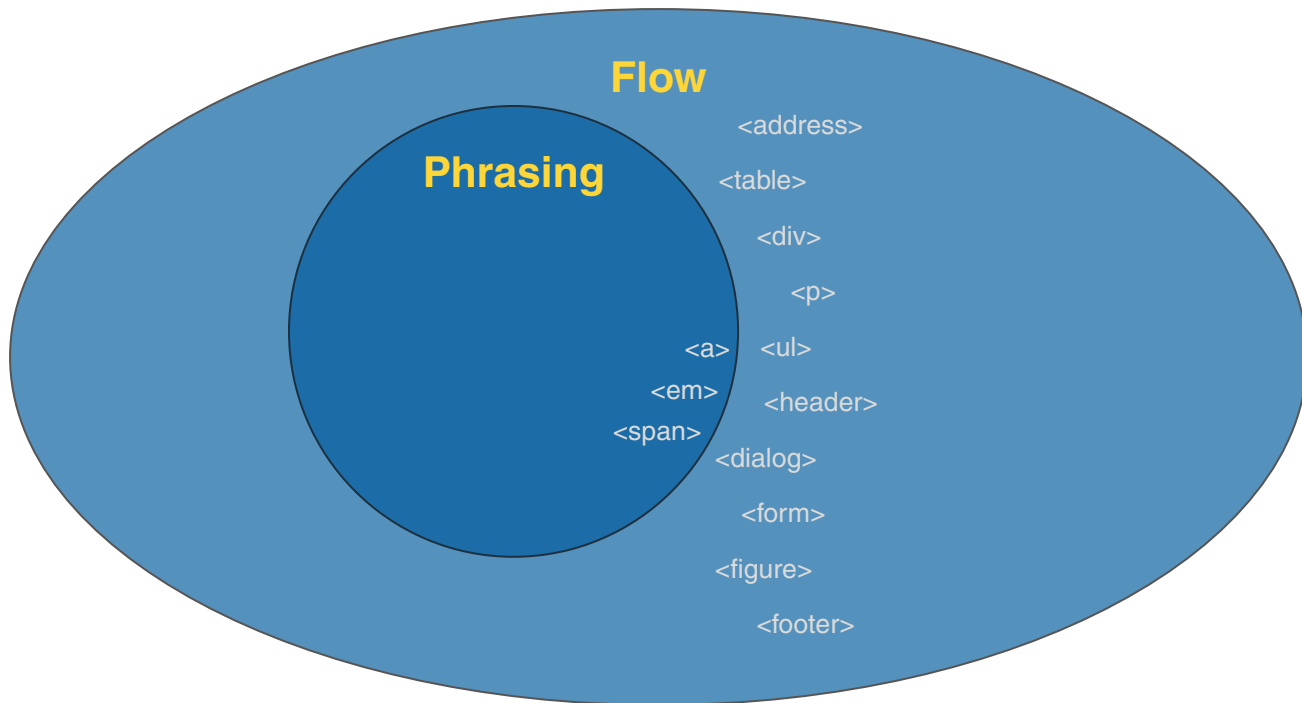 Flow
<address>
Phrasing
<table>
<div>
<p>
<a> <ul>
<em>
<header>
<span>
<dialog>
<form>
<figure>
<footer>